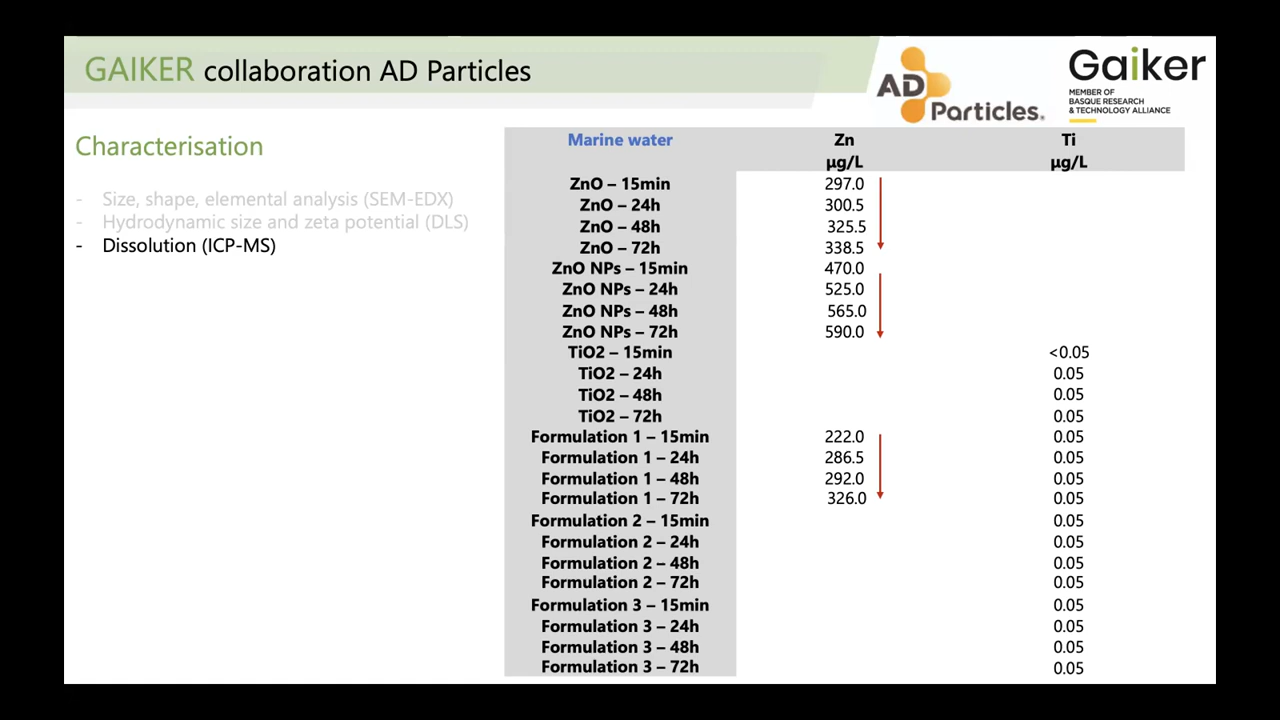 GAIKER collaboration AD Particles
AD Particles.
Gaiker
MEMBER OF
BASQUE RESEARCH
& TECHNOLOGY ALLIANCE
Characterisation
- Size, shape, elemental analysis (SEM-EDX)
- Hydrodynamic size and zeta potential (DLS)
- Dissolution (ICP-MS)
Marine water Zn Ti
µg/L µg/L
ZnO – 15min 297.0
ZnO – 24h 300.5
ZnO – 48h 325.5
ZnO – 72h 338.5
ZnO NPs – 15min 470.0
ZnO NPs – 24h 525.0
ZnO NPs – 48h 565.0
ZnO NPs – 72h 590.0
TiO2 – 15min <0.05
TiO2 – 24h 0.05
TiO2 – 48h 0.05
TiO2 – 72h 0.05
Formulation 1 – 15min 222.0 0.05
Formulation 1 – 24h 286.5 0.05
Formulation 1 – 48h 292.0 0.05
Formulation 1 – 72h 326.0 0.05
Formulation 2 – 15min 0.05
Formulation 2 – 24h 0.05
Formulation 2 – 48h 0.05
Formulation 2 – 72h 0.05
Formulation 3 – 15min 0.05
Formulation 3 – 24h 0.05
Formulation 3 – 48h 0.05
Formulation 3 – 72h 0.05